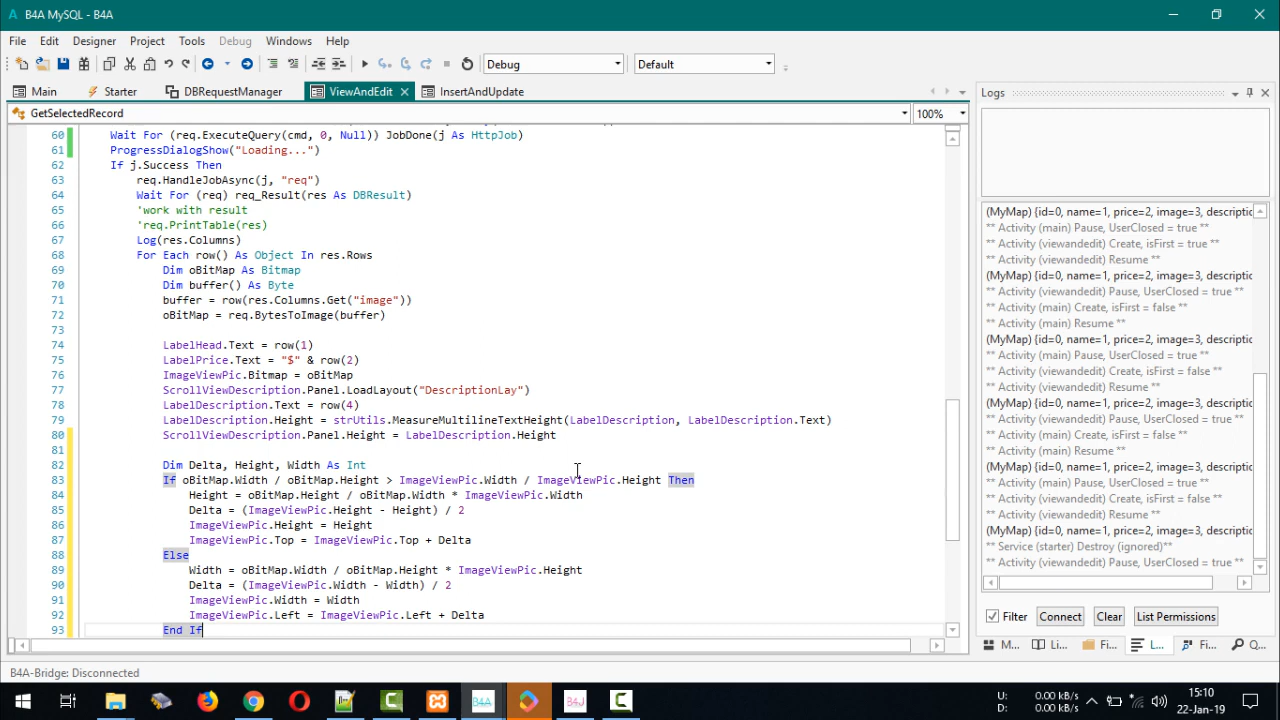 B4A MySQL - B4A
File Edit Designer Project Tools Debug Windows Help
Debug Default
Main Starter DBRequestManager ViewAndEdit InsertAndUpdate
GetSelectedRecord 100%
60 Wait For (req.ExecuteQuery(cmd, 0, Null)) JobDone(j As HttpJob)
61 ProgressDialogShow("Loading...")
62 If j.Success Then
63 req.HandleJobAsync(j, "req")
64 Wait For (req) req_Result(res As DBResult)
65 'work with result
66 'req.PrintTable(res)
67 Log(res.Columns)
68 For Each row() As Object In res.Rows
69 Dim oBitMap As Bitmap
70 Dim buffer() As Byte
71 buffer = row(res.Columns.Get("image"))
72 oBitMap = req.BytesToImage(buffer)
73
74 LabelHead.Text = row(1)
75 LabelPrice.Text = "$" & row(2)
76 ImageViewPic.Bitmap = oBitMap
77 ScrollViewDescription.Panel.LoadLayout("DescriptionLay")
78 LabelDescription.Text = row(4)
79 LabelDescription.Height = strUtils.MeasureMultilineTextHeight(LabelDescription, LabelDescription.Text)
80 ScrollViewDescription.Panel.Height = LabelDescription.Height
81
82 Dim Delta, Height, Width As Int
83 If oBitMap.Width / oBitMap.Height > ImageViewPic.Width / ImageViewPic.Height Then
84 Height = oBitMap.Height / oBitMap.Width * ImageViewPic.Width
85 Delta = (ImageViewPic.Height - Height) / 2
86 ImageViewPic.Height = Height
87 ImageViewPic.Top = ImageViewPic.Top + Delta
88 Else
89 Width = oBitMap.Width / oBitMap.Height * ImageViewPic.Height
90 Delta = (ImageViewPic.Width - Width) / 2
91 ImageViewPic.Width = Width
92 ImageViewPic.Left = ImageViewPic.Left + Delta
93 End If
Logs
(MyMap) {id=0, name=1, price=2, image=3, descriptic
** Activity (main) Pause, UserClosed = true **
** Activity (viewandedit) Create, isFirst = true **
** Activity (viewandedit) Resume **
(MyMap) {id=0, name=1, price=2, image=3, descriptic
** Activity (viewandedit) Pause, UserClosed = true **
** Activity (main) Create, isFirst = false **
** Activity (main) Resume **
(MyMap) {id=0, name=1, price=2, image=3, descriptic
** Activity (main) Pause, UserClosed = true **
** Activity (viewandedit) Create, isFirst = false **
** Activity (viewandedit) Resume **
(MyMap) {id=0, name=1, price=2, image=3, descriptic
** Activity (viewandedit) Pause, UserClosed = true **
** Activity (main) Create, isFirst = false **
** Activity (main) Resume **
(MyMap) {id=0, name=1, price=2, image=3, descriptic
** Activity (main) Pause, UserClosed = true **
** Activity (viewandedit) Create, isFirst = false **
** Activity (viewandedit) Resume **
(MyMap) {id=0, name=1, price=2, image=3, descriptic
** Service (starter) Destroy (ignored)**
** Activity (viewandedit) Pause, UserClosed = true **
Filter Connect Clear List Permissions
M... Li... Fi... L... Fi... Q...
B4A-Bridge: Disconnected
B4A B4J
U: 0.00 kB/s
D: 0.00 kB/s
15:10
22-Jan-19